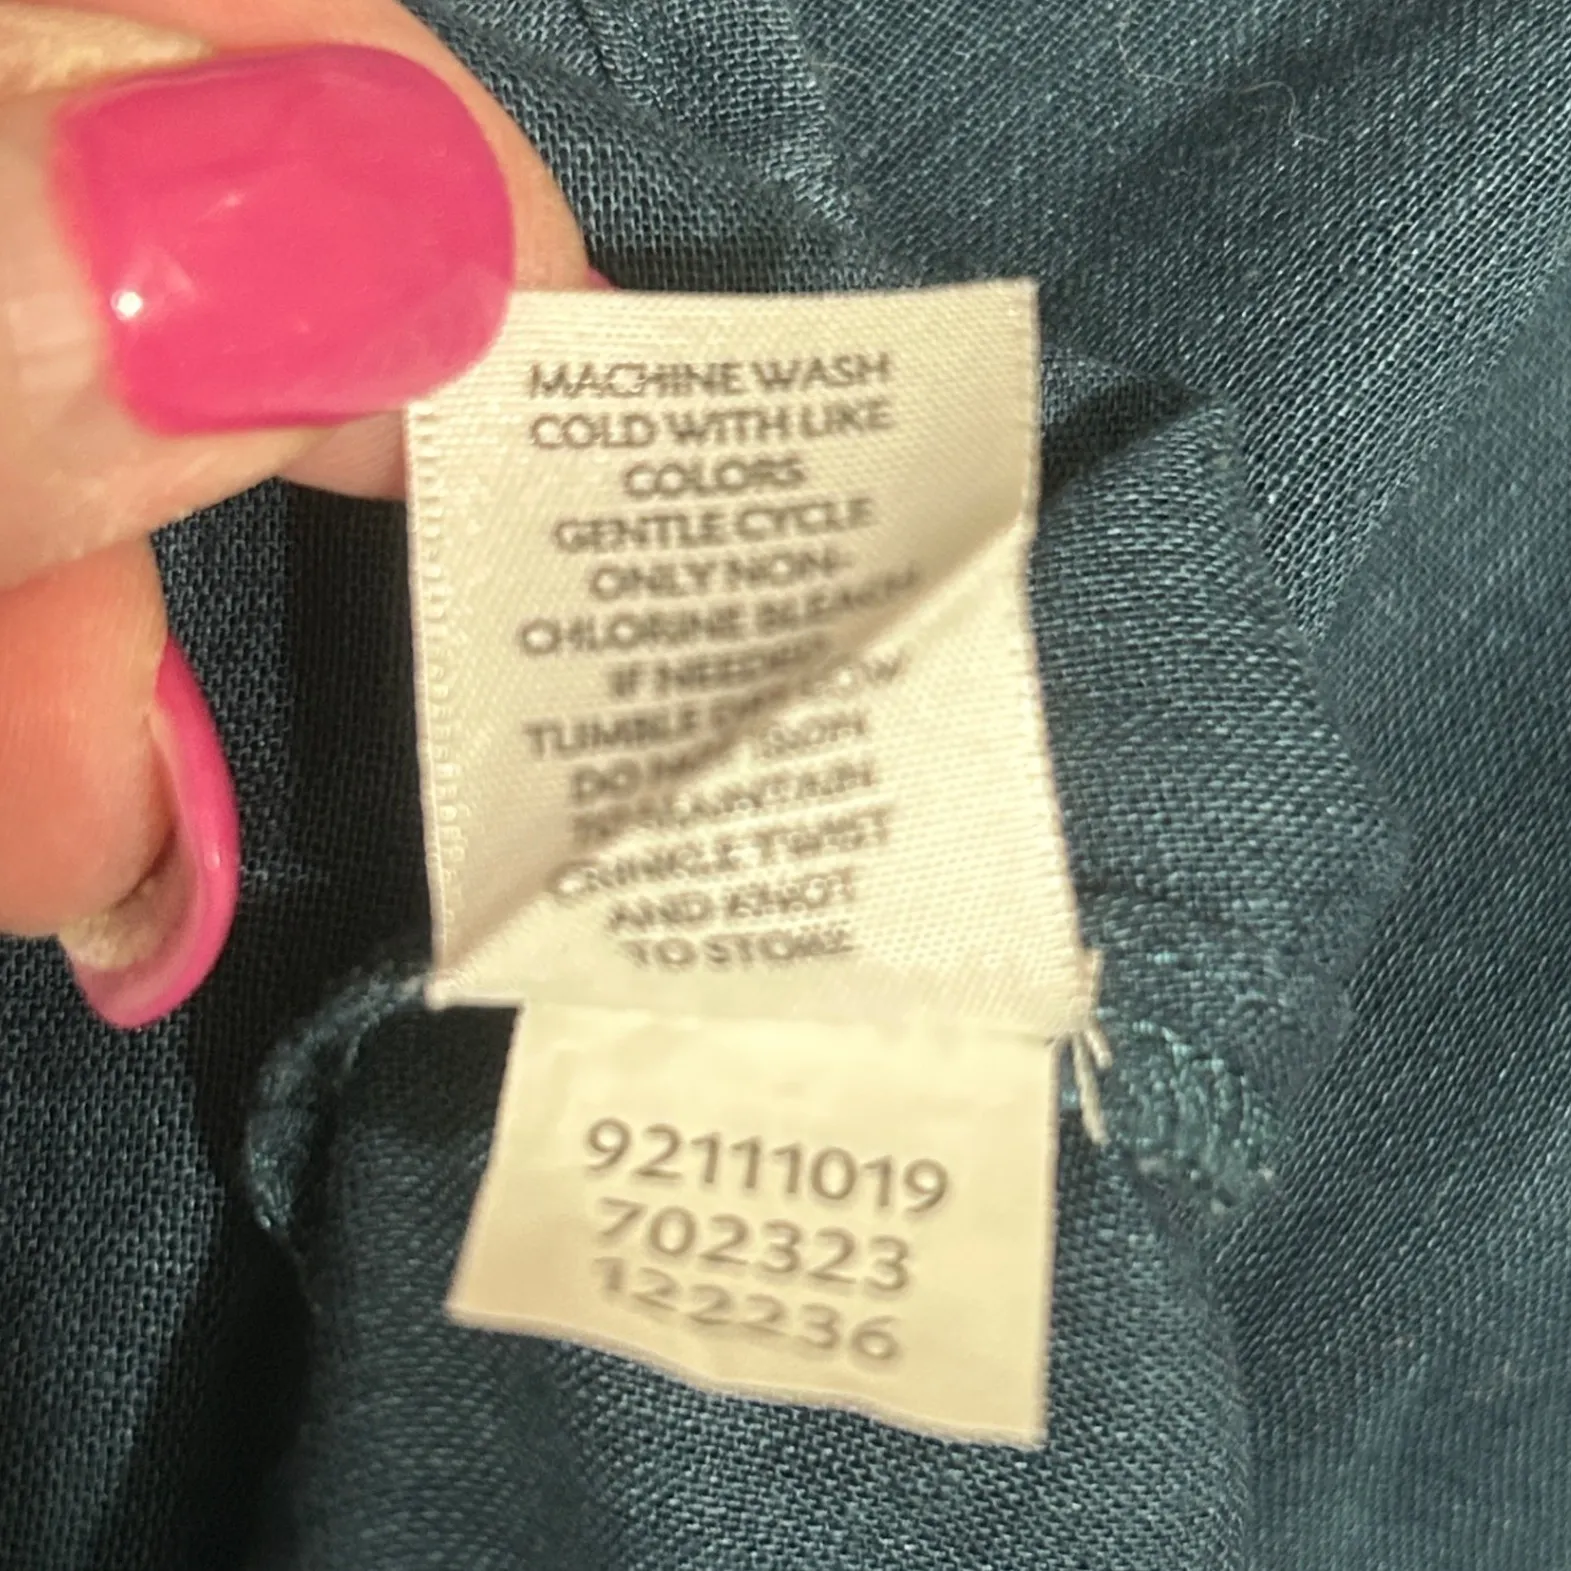 MACHINE WASH
COLD WITH LIKE
COLORS
GENTLE CYCLE
ONLY NON-
CHLORINE BLEACH
IF NEEDED
TUMBLE DRY LOW
DO NOT IRON
TO MAINTAIN
CRINKLE TWIST
AND KNOT
TO STORE
92111019
702323
122236